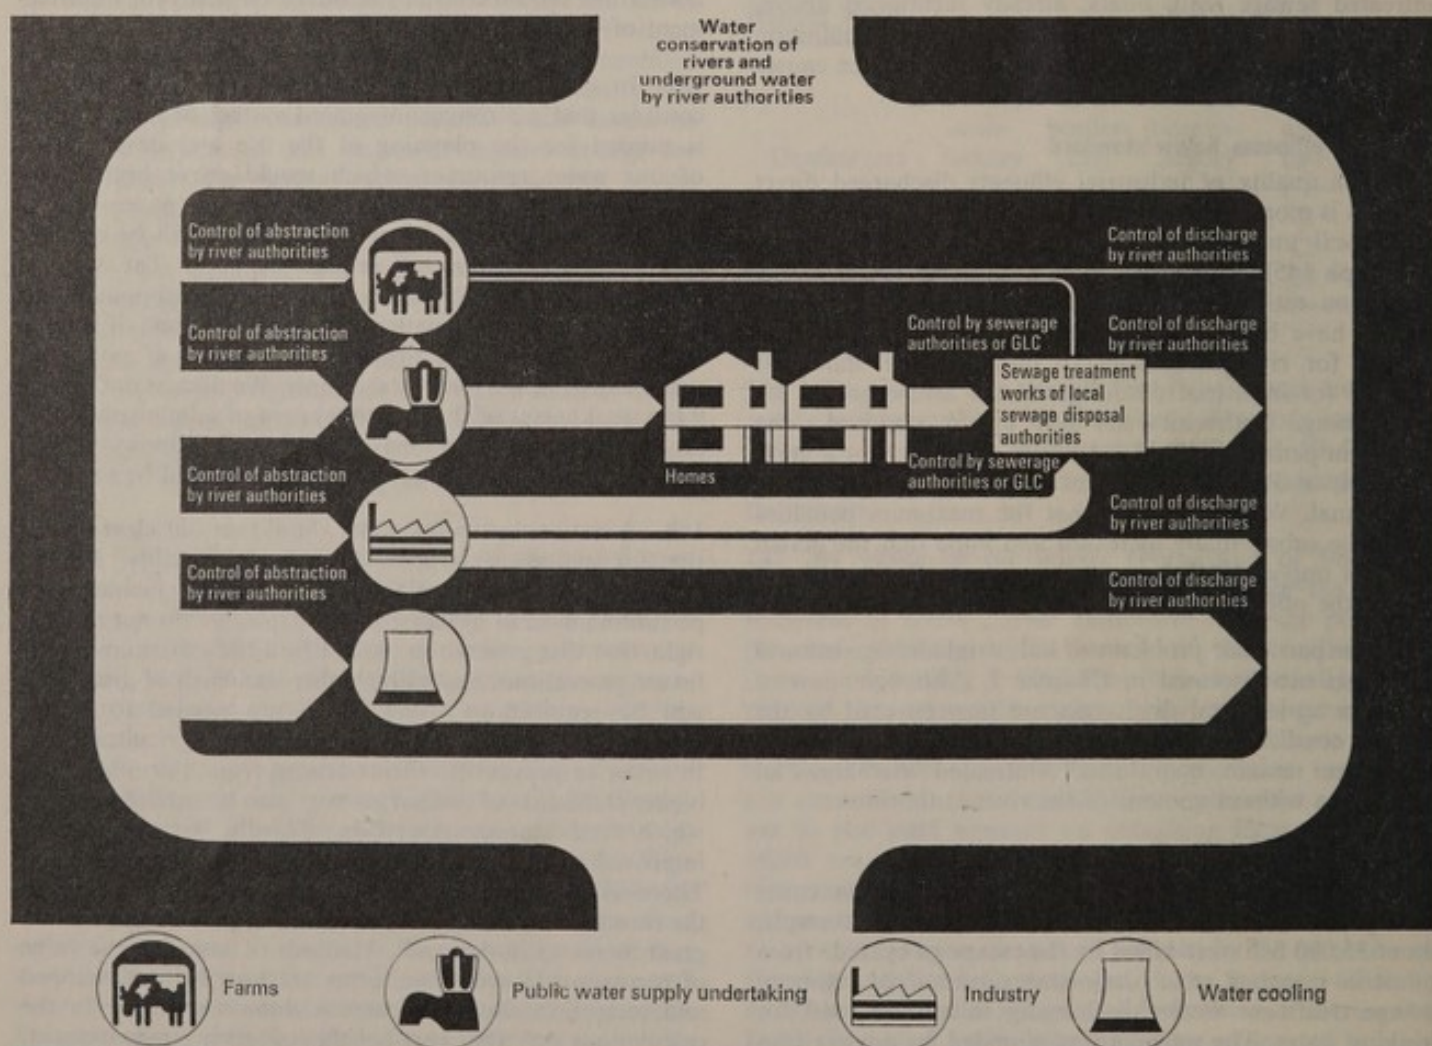 Water
conservation of
rivers and
underground water
by river authorities
Control of abstraction
by river authorities
Control of discharge
by river authorities
Control of abstraction
by river authorities
Control by sewerage
authorities or GLC
Control of discharge
by river authorities
Sewage treatment
works of local
sewage disposal
authorities
Homes
Control of abstraction
by river authorities
Control by sewerage
authorities or GLC
Control of discharge
by river authorities
Control of abstraction
by river authorities
Control of discharge
by river authorities
Farms
Public water supply undertaking
Industry
Water cooling